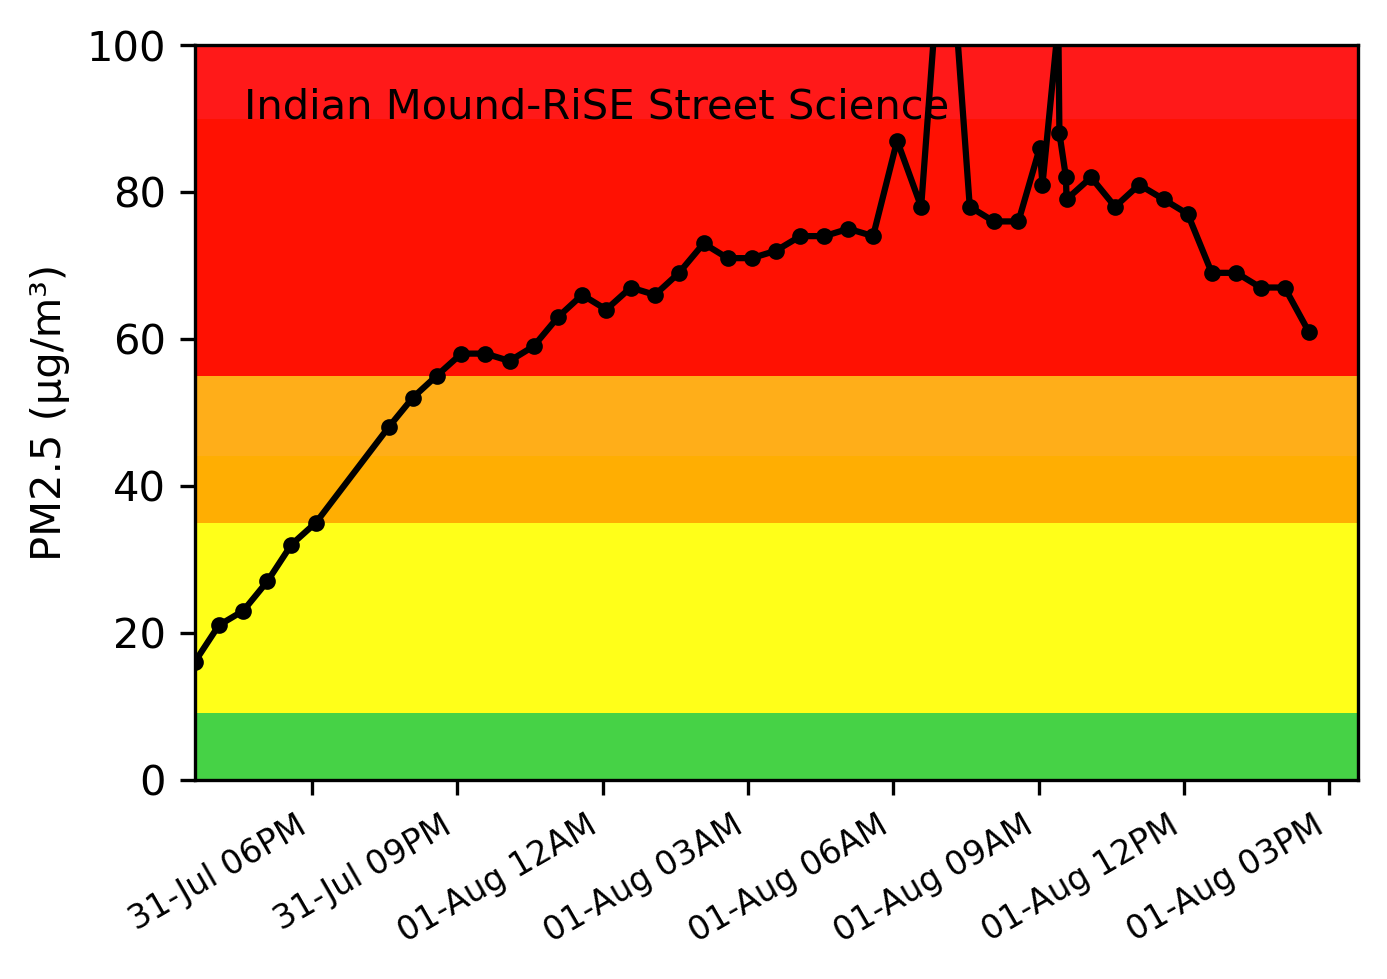 100
Indian Mound-RiSE Street Science
80
60
40
20
0
PM2.5 (µg/m³)
31-Jul 06PM
31-Jul 09PM
01-Aug 12AM
01-Aug 03AM
01-Aug 06AM
01-Aug 09AM
01-Aug 12PM
01-Aug 03PM